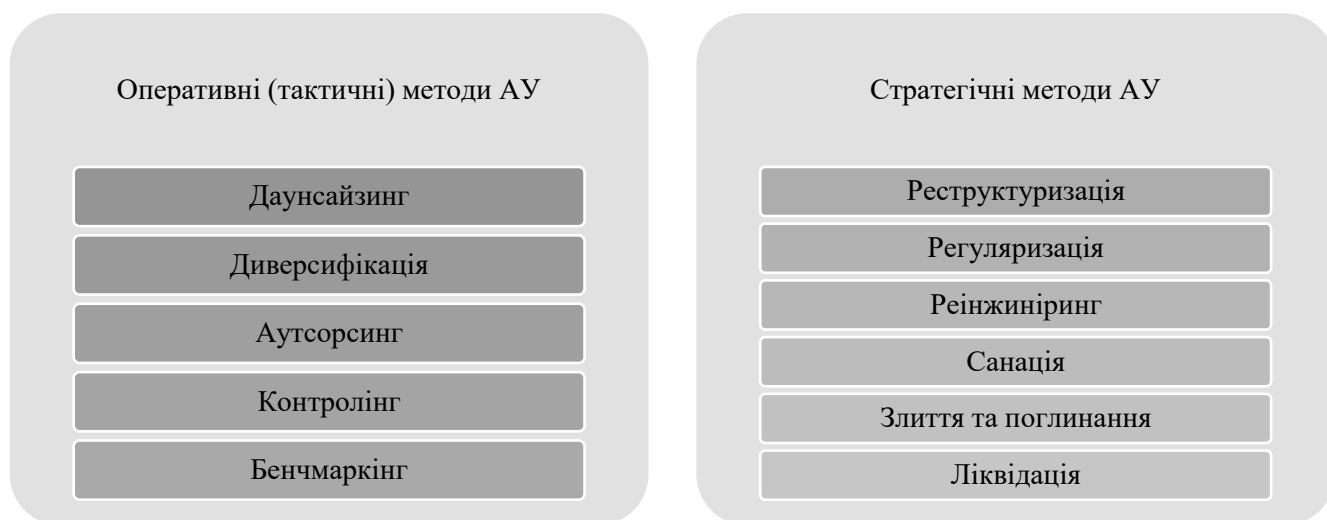 Оперативні (тактичні) методи АУ
Даунсайзинг
Диверсифікація
Аутсорсинг
Контролінг
Бенчмаркінг
Стратегічні методи АУ
Реструктуризація
Регуляризація
Реінжиніринг
Санація
Злиття та поглинання
Ліквідація